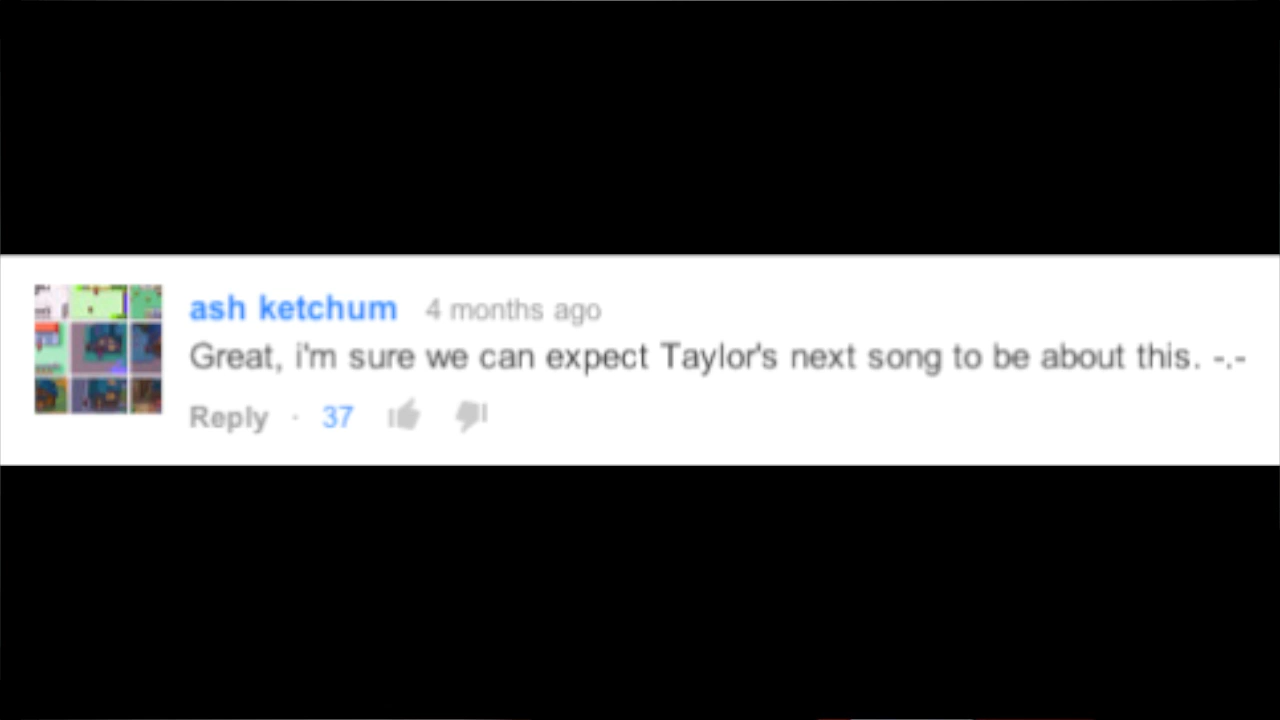 ash ketchum 4 months ago
Great, i'm sure we can expect Taylor's next song to be about this. -.-
Reply · 37